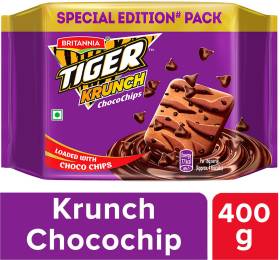 SPECIAL EDITION# PACK
BRITANNIA
TIGER
KRUNCH
ChocoChips
LOADED WITH
CHOCO CHIPS
Krunch
Chocochip
400
g